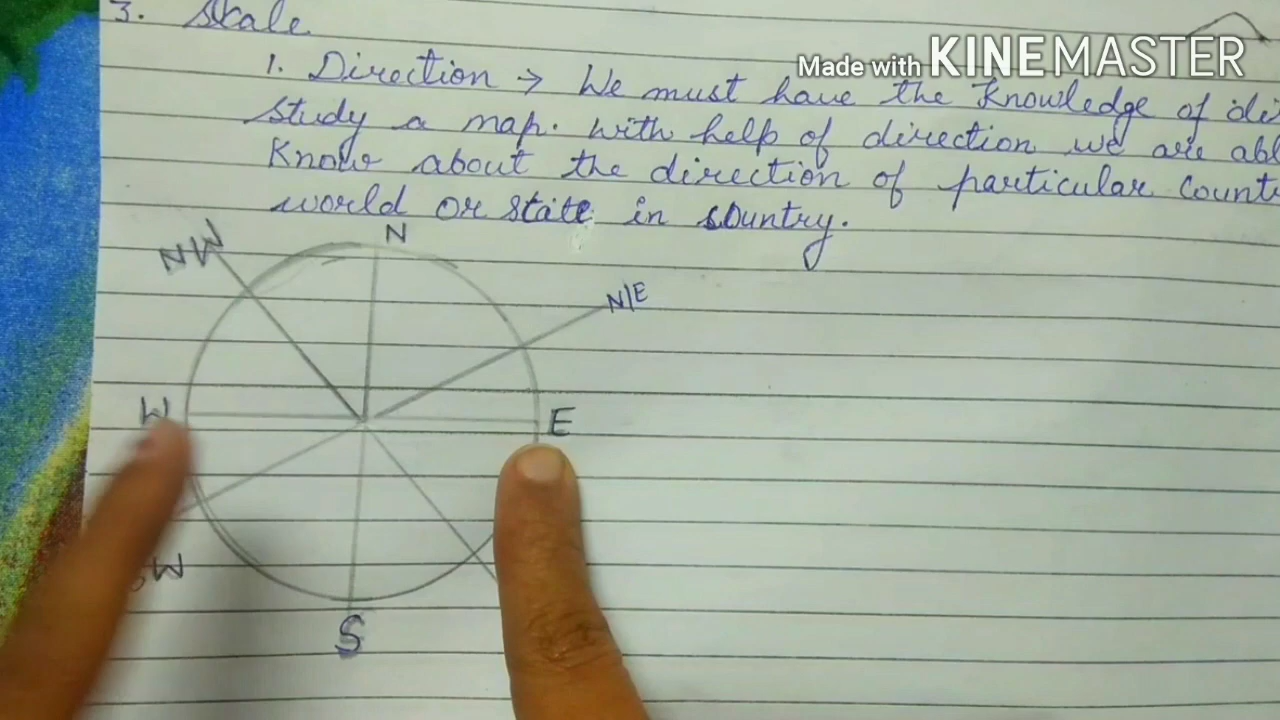 3. Scale
Made with KINEMASTER
1. Direction → We must have the Knowledge of
study a map. With help of direction we are
Know about the direction of particular
world or state in country.
N
NW
N/E
W
E
W
S